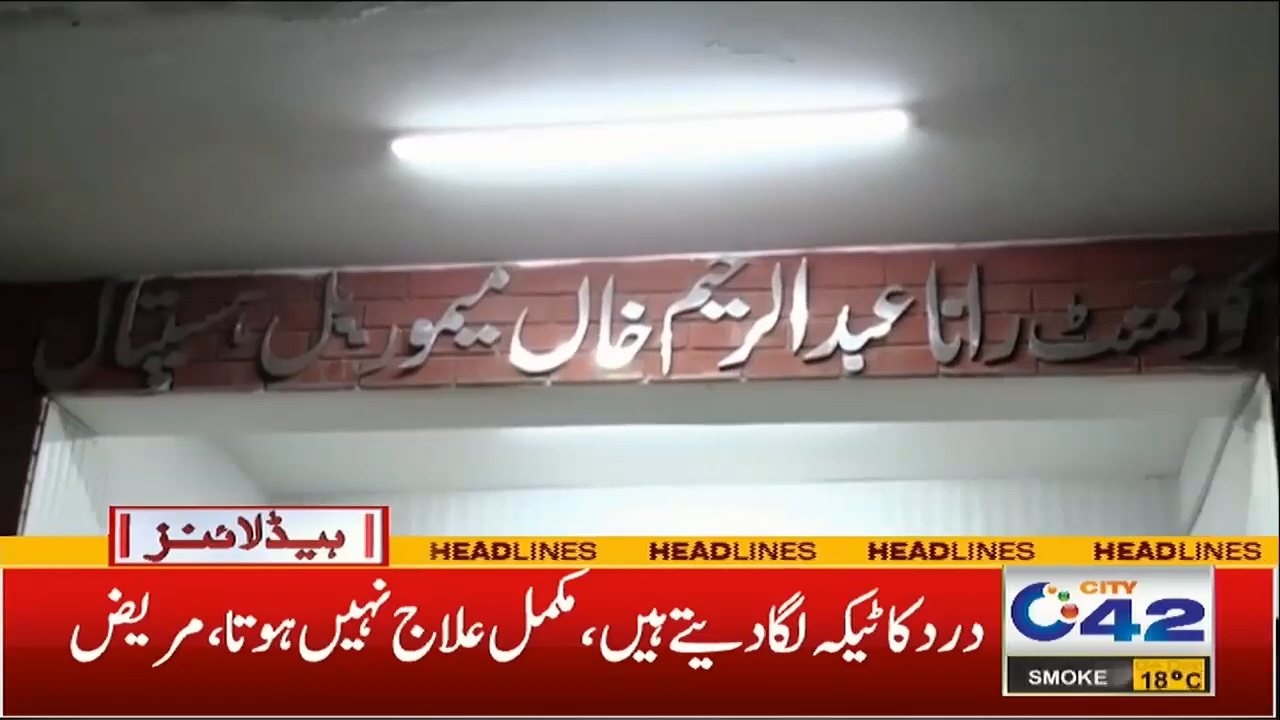 گورنمنٹ رانا عبدالرحیم خاں میموریل ہسپتال
ہیڈلائنز
HEADLINES HEADLINES HEADLINES HEADLINES
درد کا ٹیکہ لگا دیتے ہیں، مکمل علاج نہیں ہوتا، مریض
CITY
42
SMOKE 18°C